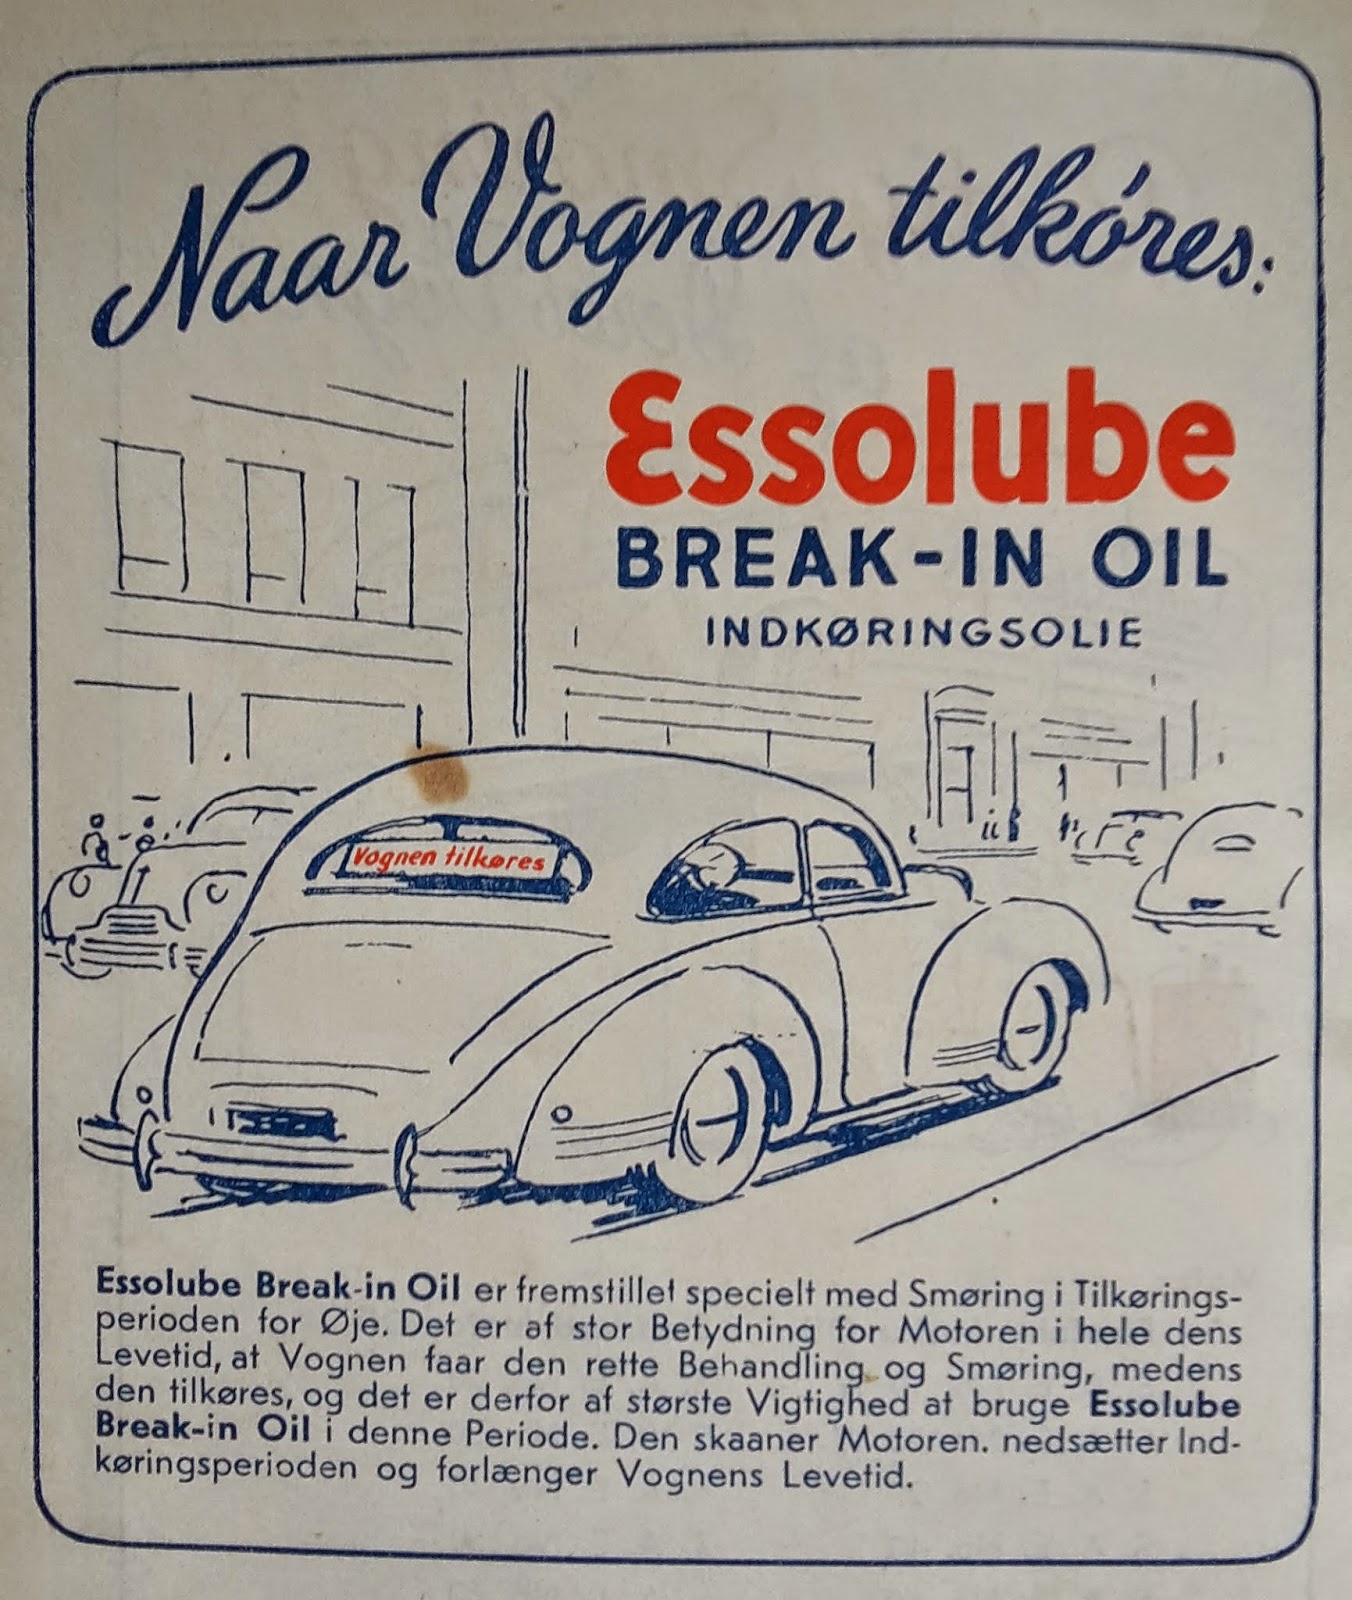 Naar Vognen tilkøres:
Essolube
BREAK-IN OIL
INDKØRINGSOLIE
Vognen tilkøres
Essolube Break-in Oil er fremstillet specielt med Smøring i Tilkørings-
perioden for Øje. Det er af stor Betydning for Motoren i hele dens
Levetid, at Vognen faar den rette Behandling og Smøring, medens
den tilkøres, og det er derfor af største Vigtighed at bruge Essolube
Break-in Oil i denne Periode. Den skaaner Motoren. nedsætter Ind-
køringsperioden og forlænger Vognens Levetid.